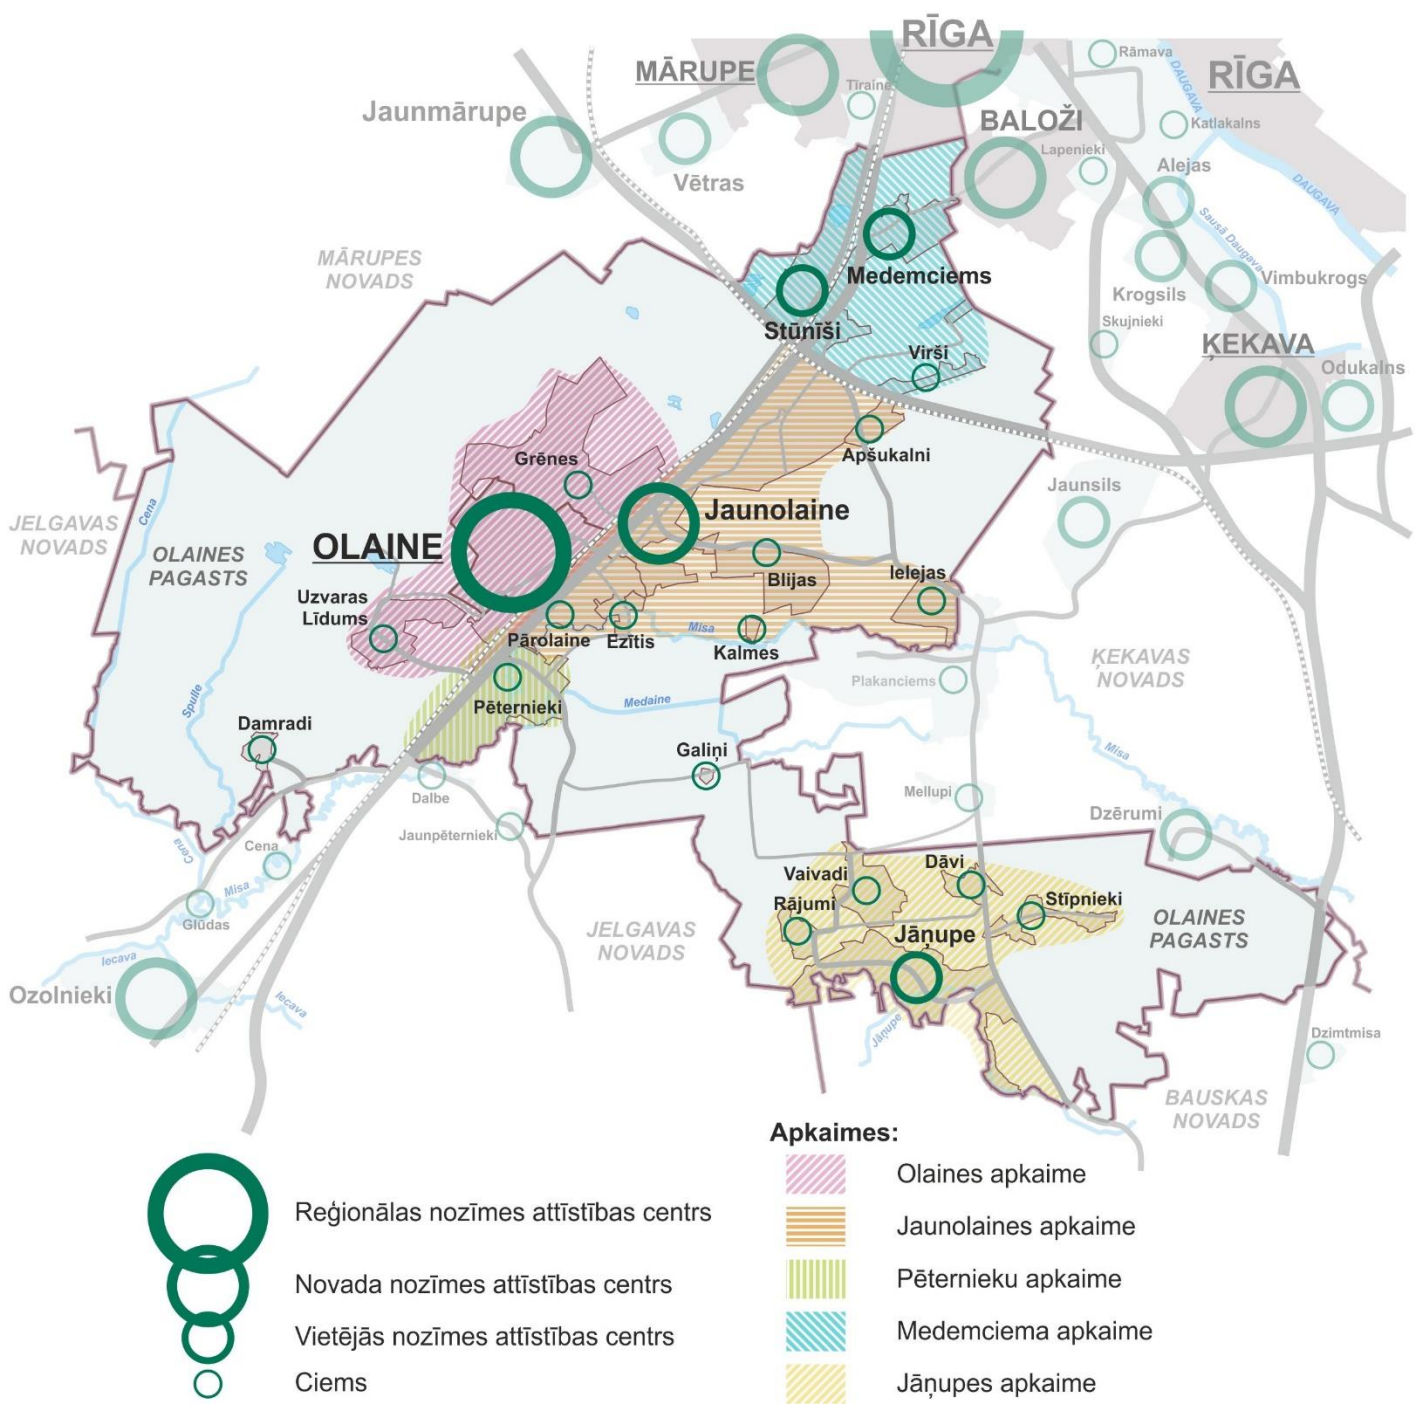 RĪGA
Rāmava
MĀRUPE
Tīraine
RĪGA
DAUGAVA
Jaunmārupe
BALOŽI
Katlakalns
Lapenieki
Vētras
Alejas
DAUGAVA
Sausā Daugava
MĀRUPES
NOVADS
Medemciems
Krogsils
Vimbukrogs
Stūnīši
Skujnieki
Virši
ĶEKAVA
Odukalns
Apšukalni
Grēnes
Jaunsils
Cena
JELGAVAS
NOVADS
OLAINES
PAGASTS
OLAINE
Jaunolaine
Blijas
Ielejas
Uzvaras
Līdums
Pārolaine
Ezītis
Misa
Kalmes
ĶEKAVAS
NOVADS
Plakanciems
Spulle
Pēternieki
Medaine
Damradi
Galiņi
Misa
Dalbe
Mellupi
Dzērumi
Jaunpēternieki
Cena
Cena
Misa
Vaivadi
Dāvi
Stīpnieki
Rājumi
Glūdas
JELGAVAS
NOVADS
Jāņupe
OLAINES
PAGASTS
Iecava
Ozolnieki
Iecava
Jāņupe
Dzimtmisa
BAUSKAS
NOVADS
Apkaimes:
Olaines apkaime
Jaunolaines apkaime
Pēternieku apkaime
Medemciema apkaime
Jāņupes apkaime
Reģionālas nozīmes attīstības centrs
Novada nozīmes attīstības centrs
Vietējās nozīmes attīstības centrs
Ciems